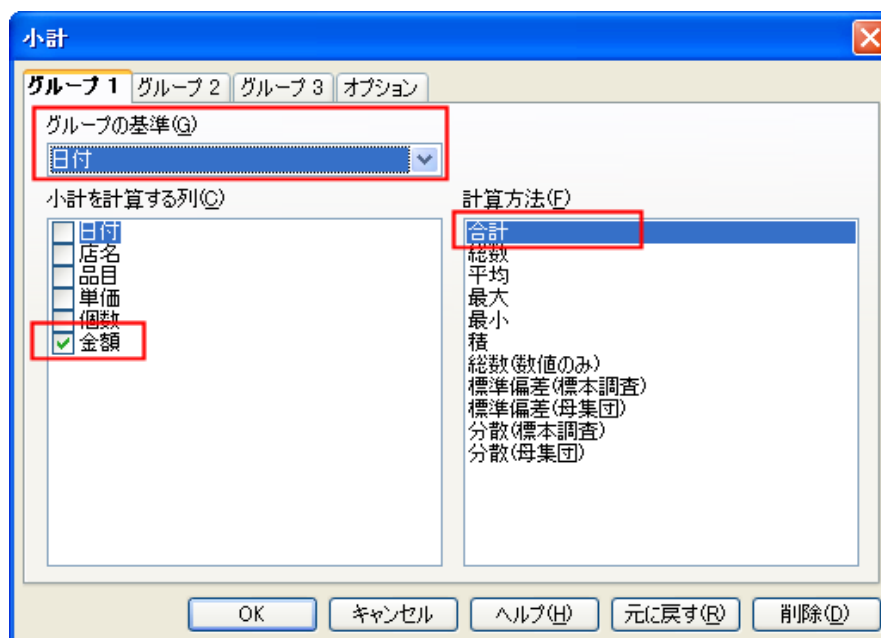 小計
グループ 1 グループ 2 グループ 3 オプション
グループの基準(G)
日付
小計を計算する列(C)
日付
店名
品目
単価
個数
金額
計算方法(F)
合計
総数
平均
最大
最小
積
総数(数値のみ)
標準偏差(標本調査)
標準偏差(母集団)
分散(標本調査)
分散(母集団)
OK キャンセル ヘルプ(H) 元に戻す(R) 削除(D)